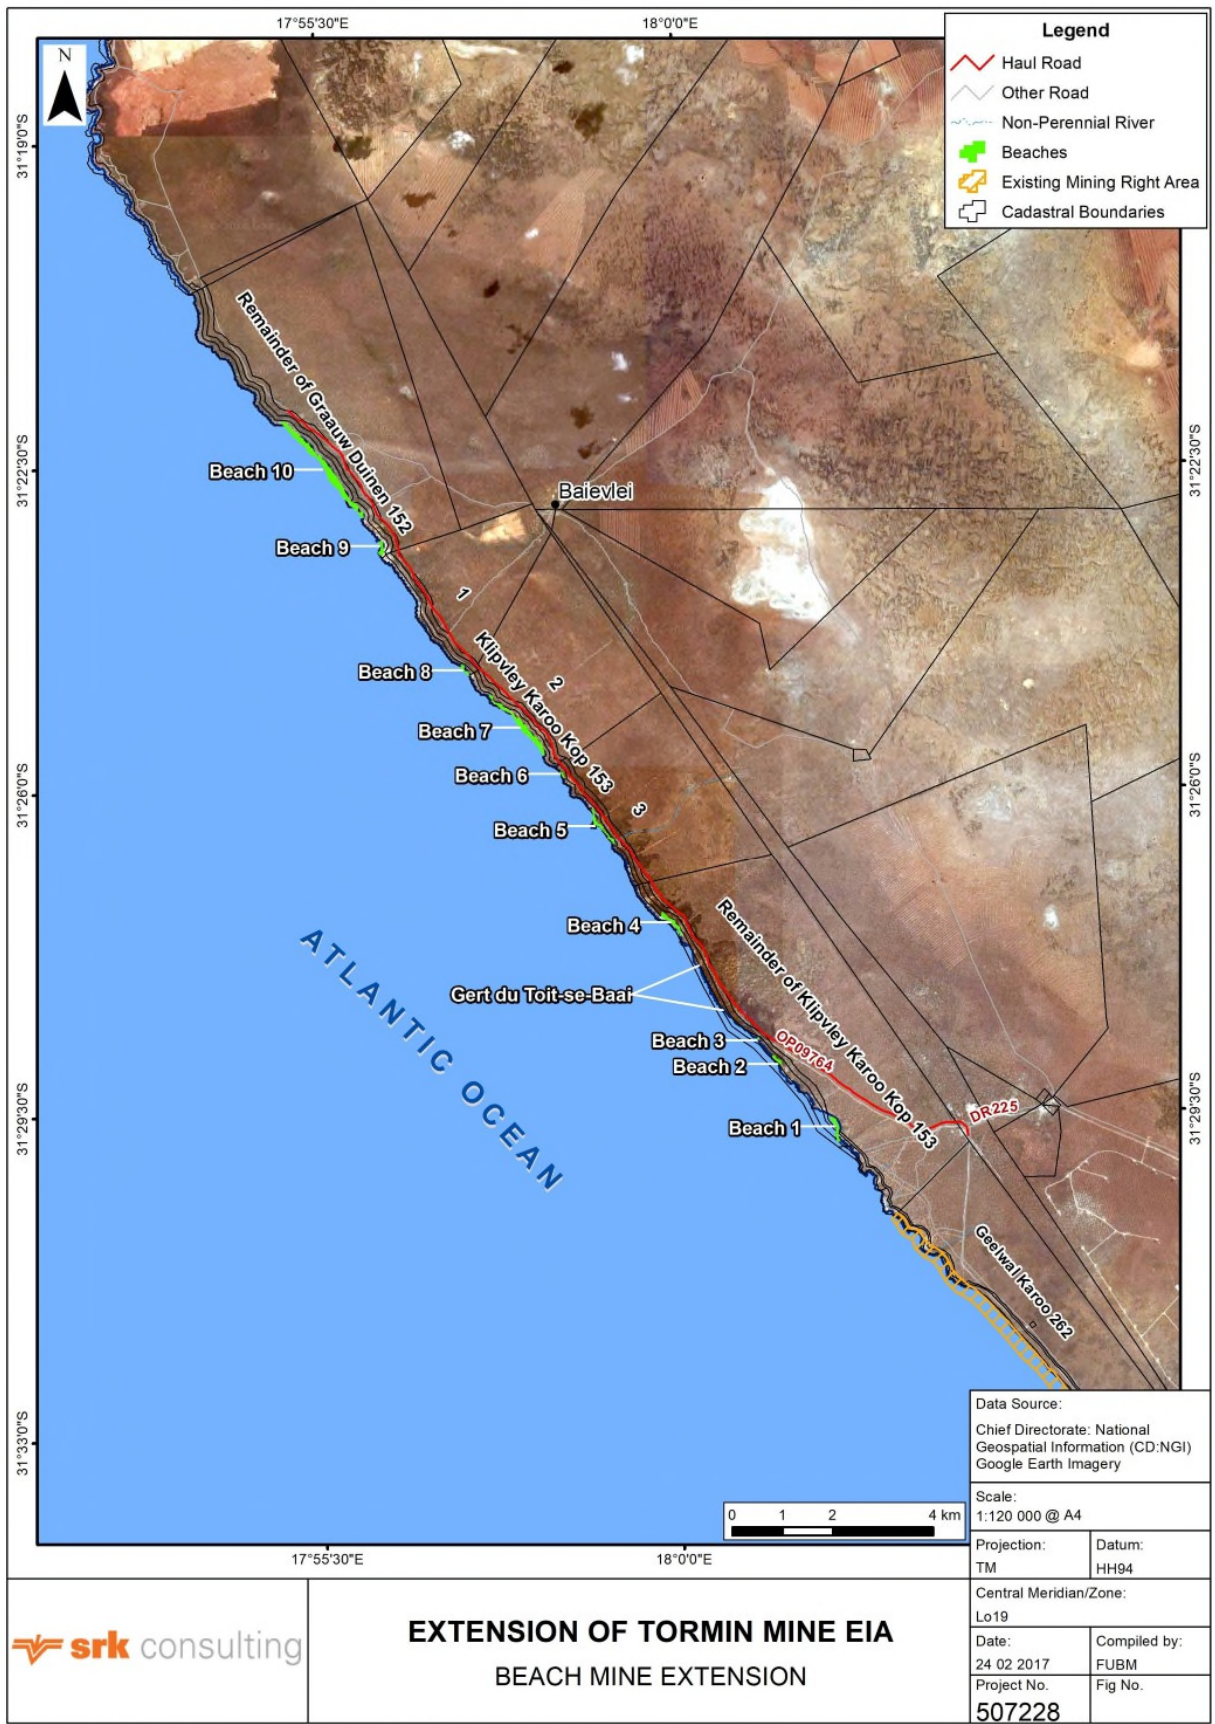 17°55'30"E
18°0'0"E
Legend
Haul Road
Other Road
Non-Perennial River
Beaches
Existing Mining Right Area
Cadastral Boundaries
N
31°19'0"S
31°22'30"S
31°22'30"S
31°26'0"S
31°26'0"S
31°29'30"S
31°29'30"S
31°33'0"S
Remainder of Graauw Duinen 152
Beach 10
Baievlei
Beach 9
1
Klipvley Karoo Kop 153
2
Beach 8
Beach 7
Beach 6
3
Beach 5
Remainder of Klipvley Karoo Kop 153
Beach 4
Gert du Toit-se-Baai
Beach 3
OP09764
Beach 2
DR225
Beach 1
ATLANTIC OCEAN
Geelwal Karoo 262
0 1 2 4 km
17°55'30"E
18°0'0"E
Data Source:
Chief Directorate: National
Geospatial Information (CD:NGI)
Google Earth Imagery
Scale:
1:120 000 @ A4
Projection:
TM
Datum:
HH94
Central Meridian/Zone:
Lo19
Date:
24 02 2017
Compiled by:
FUBM
Project No.
507228
Fig No.
srk consulting
EXTENSION OF TORMIN MINE EIA
BEACH MINE EXTENSION